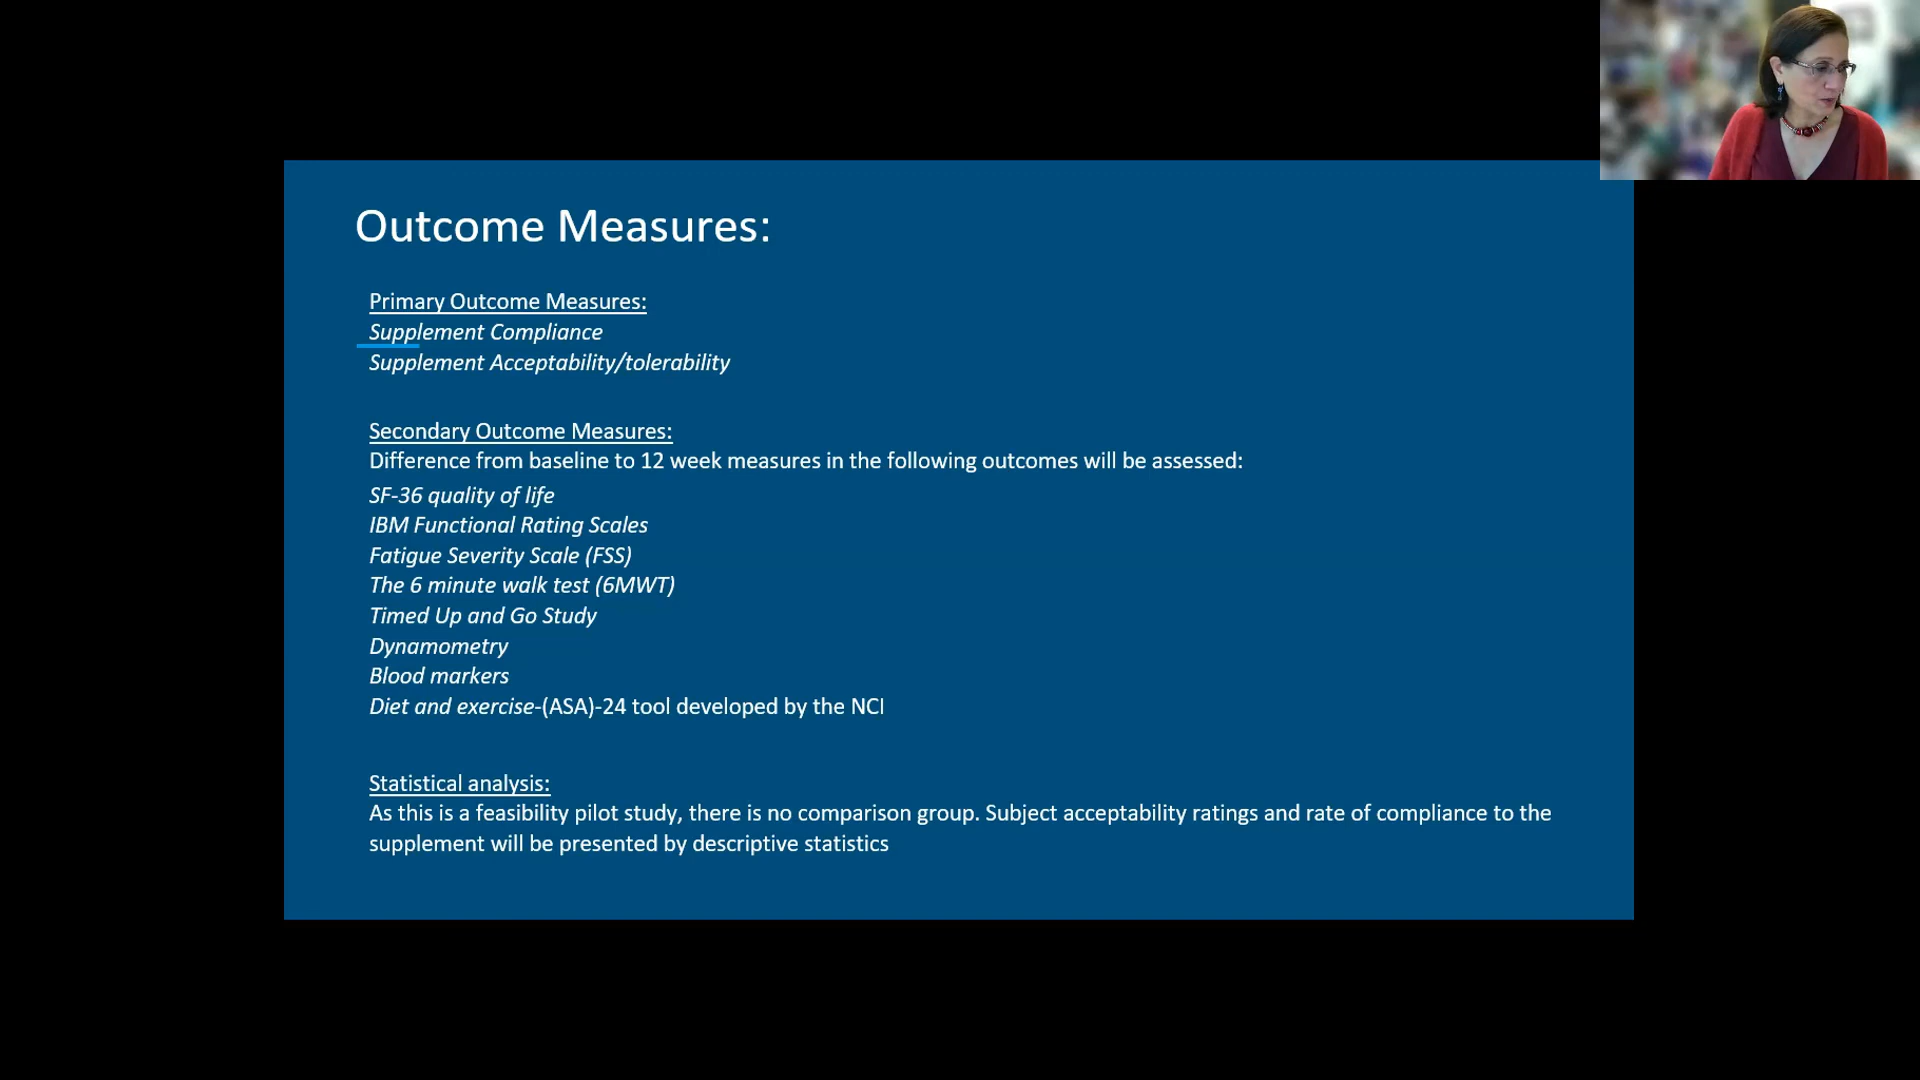 Outcome Measures:
Primary Outcome Measures:
Supplement Compliance
Supplement Acceptability/tolerability
Secondary Outcome Measures:
Difference from baseline to 12 week measures in the following outcomes will be assessed:
SF-36 quality of life
IBM Functional Rating Scales
Fatigue Severity Scale (FSS)
The 6 minute walk test (6MWT)
Timed Up and Go Study
Dynamometry
Blood markers
Diet and exercise-(ASA)-24 tool developed by the NCI
Statistical analysis:
As this is a feasibility pilot study, there is no comparison group. Subject acceptability ratings and rate of compliance to the
supplement will be presented by descriptive statistics